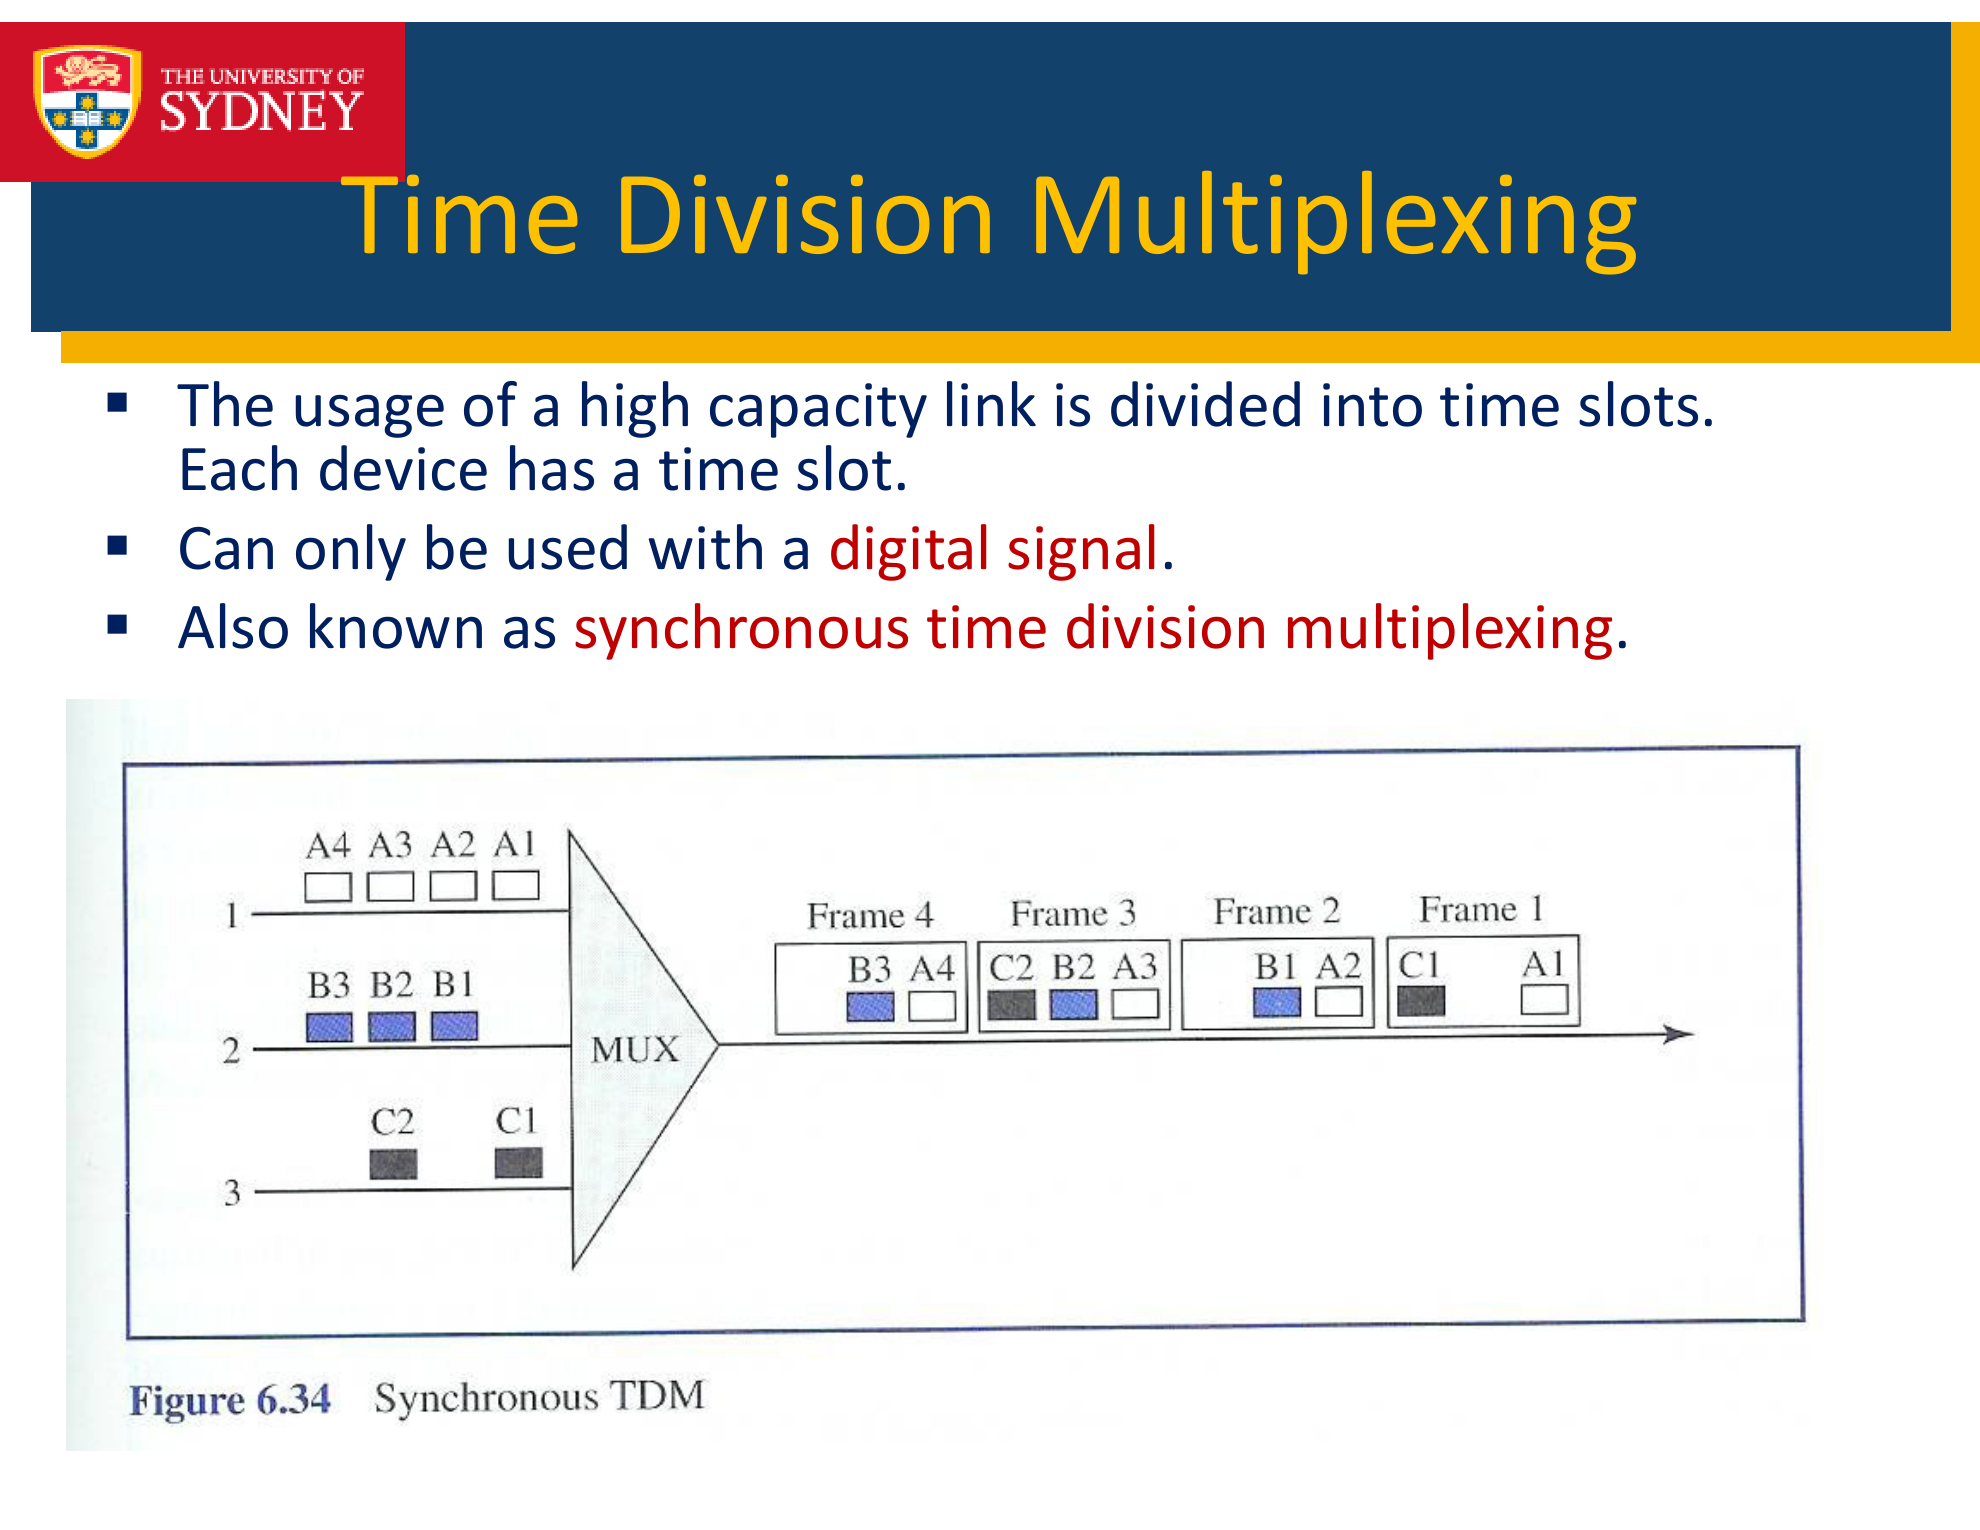 THE UNIVERSITY OF
SYDNEY
Time Division Multiplexing
▪ The usage of a high capacity link is divided into time slots.
Each device has a time slot.
▪ Can only be used with a digital signal.
▪ Also known as synchronous time division multiplexing.
A4 A3 A2 A1
1
Frame 4 Frame 3 Frame 2 Frame 1
B3 A4 C2 B2 A3 B1 A2 C1 A1
B3 B2 B1
2
MUX
C2 C1
3
Figure 6.34 Synchronous TDM